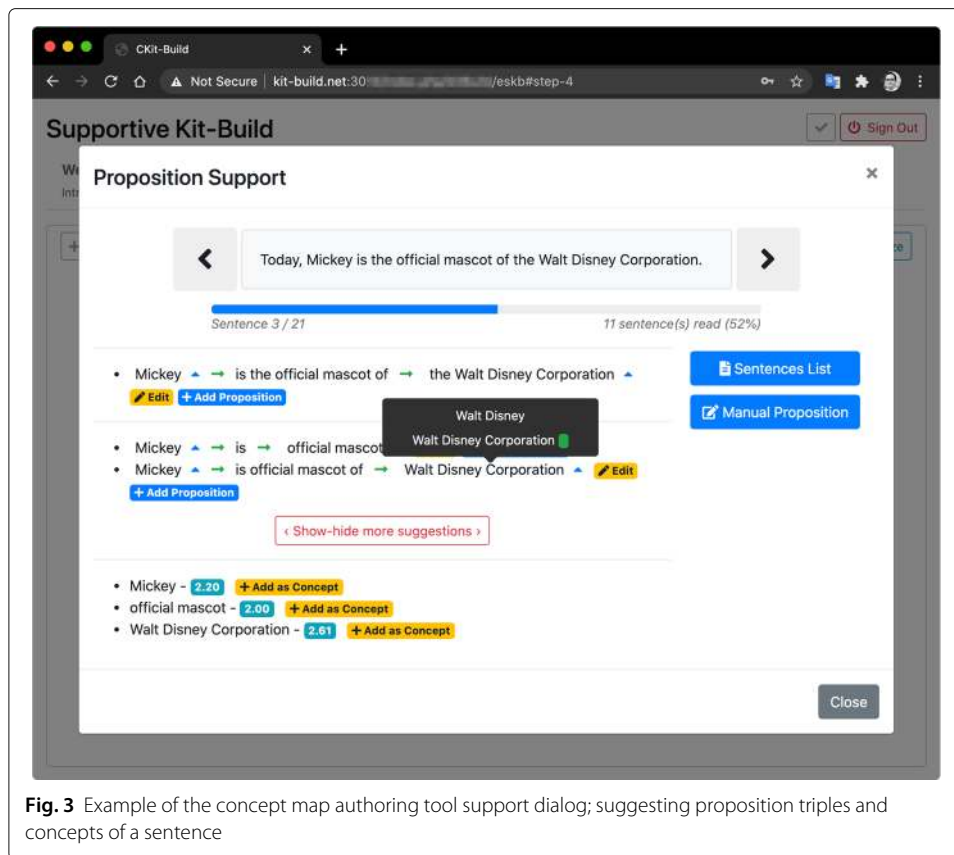 CKit-Build × +
Not Secure | kit-build.net:30 /eskb#step-4
Supportive Kit-Build
Sign Out
We
Intr
Proposition Support ×
Today, Mickey is the official mascot of the Walt Disney Corporation.
Sentence 3 / 21 11 sentence(s) read (52%)
• Mickey → is the official mascot of → the Walt Disney Corporation
Edit + Add Proposition
Sentences List
Manual Proposition
Walt Disney
Walt Disney Corporation
• Mickey → is → official mascot
• Mickey → is official mascot of → Walt Disney Corporation Edit
+ Add Proposition
‹ Show-hide more suggestions ›
• Mickey - 2.20 + Add as Concept
• official mascot - 2.00 + Add as Concept
• Walt Disney Corporation - 2.61 + Add as Concept
Close
Fig. 3 Example of the concept map authoring tool support dialog; suggesting proposition triples and
concepts of a sentence